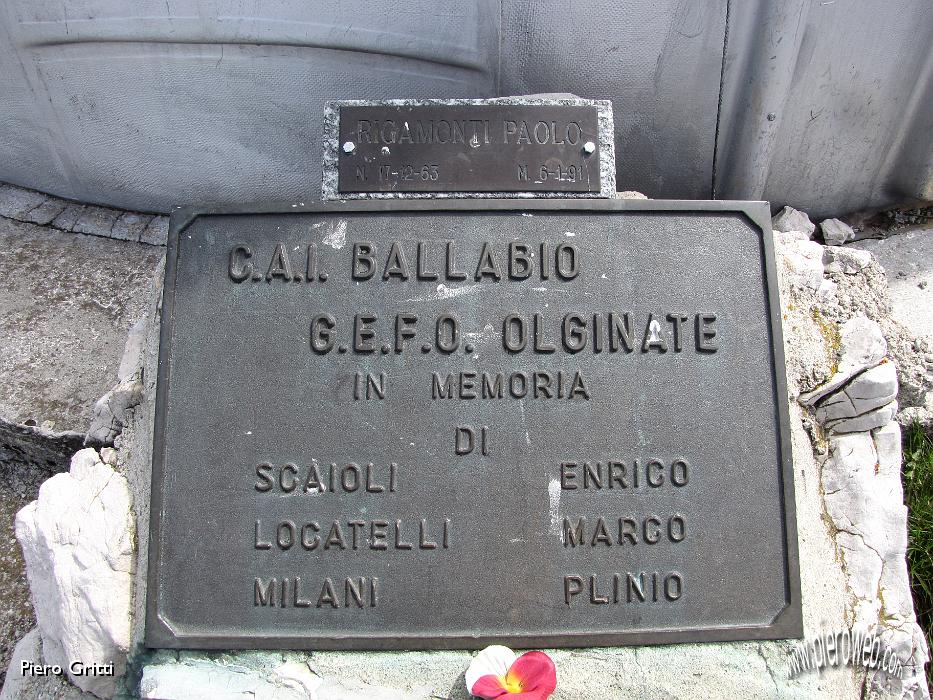 RIGAMONTI PAOLO
N. 17-12-63 M. 6-1-91
C.A.I. BALLABIO
G.E.F.O. OLGINATE
IN MEMORIA
DI
SCAIOLI ENRICO
LOCATELLI MARCO
MILANI PLINIO
Piero Gritti
www.pieroweb.com